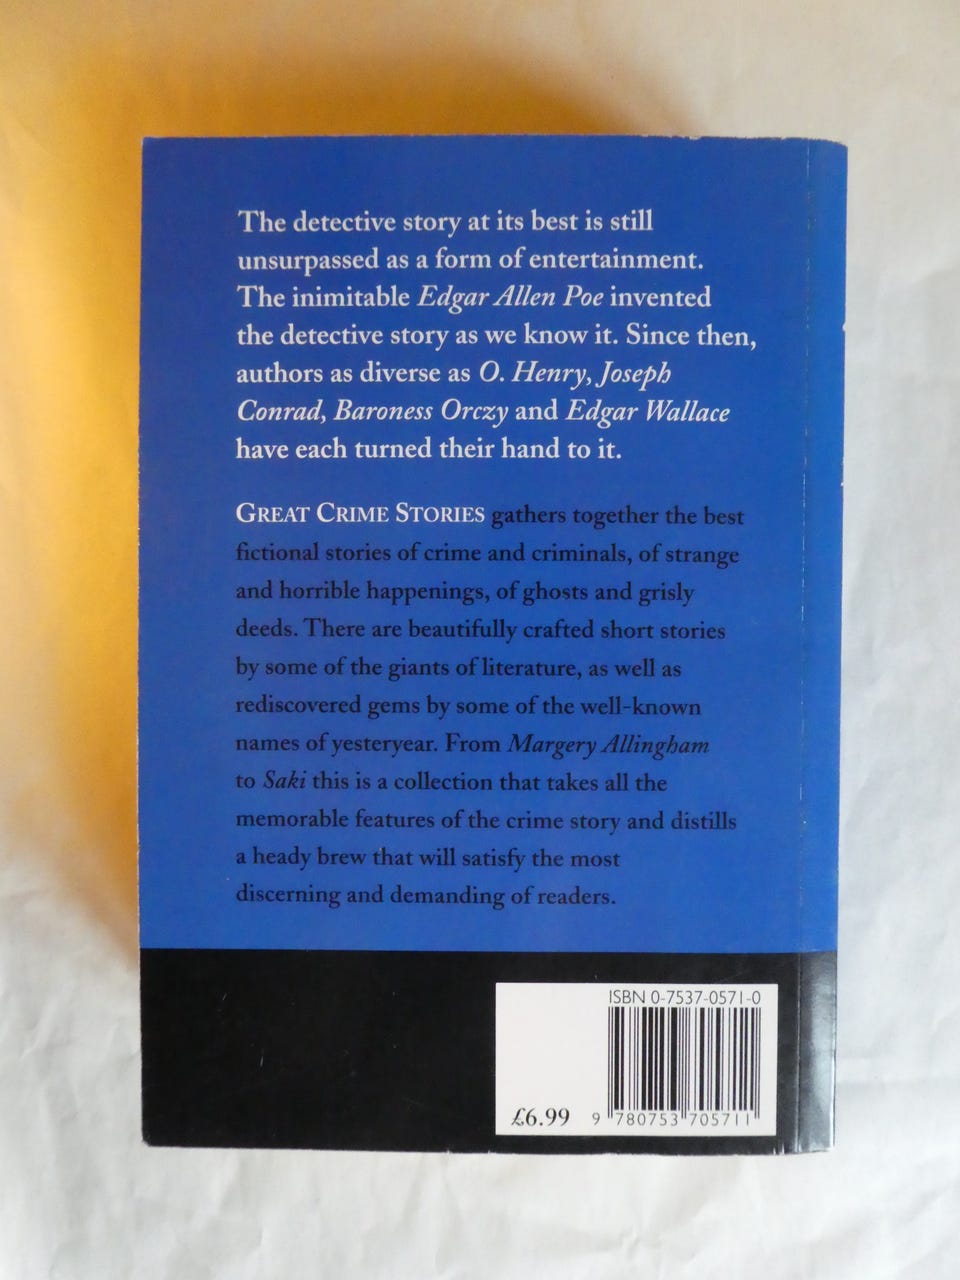 The detective story at its best is still
unsurpassed as a form of entertainment.
The inimitable Edgar Allen Poe invented
the detective story as we know it. Since then,
authors as diverse as O. Henry, Joseph
Conrad, Baroness Orczy and Edgar Wallace
have each turned their hand to it.
GREAT CRIME STORIES gathers together the best
fictional stories of crime and criminals, of strange
and horrible happenings, of ghosts and grisly
deeds. There are beautifully crafted short stories
by some of the giants of literature, as well as
rediscovered gems by some of the well-known
names of yesteryear. From Margery Allingham
to Saki this is a collection that takes all the
memorable features of the crime story and distills
a heady brew that will satisfy the most
discerning and demanding of readers.
ISBN 0-7537-0571-0
£6.99
9 780753 705711